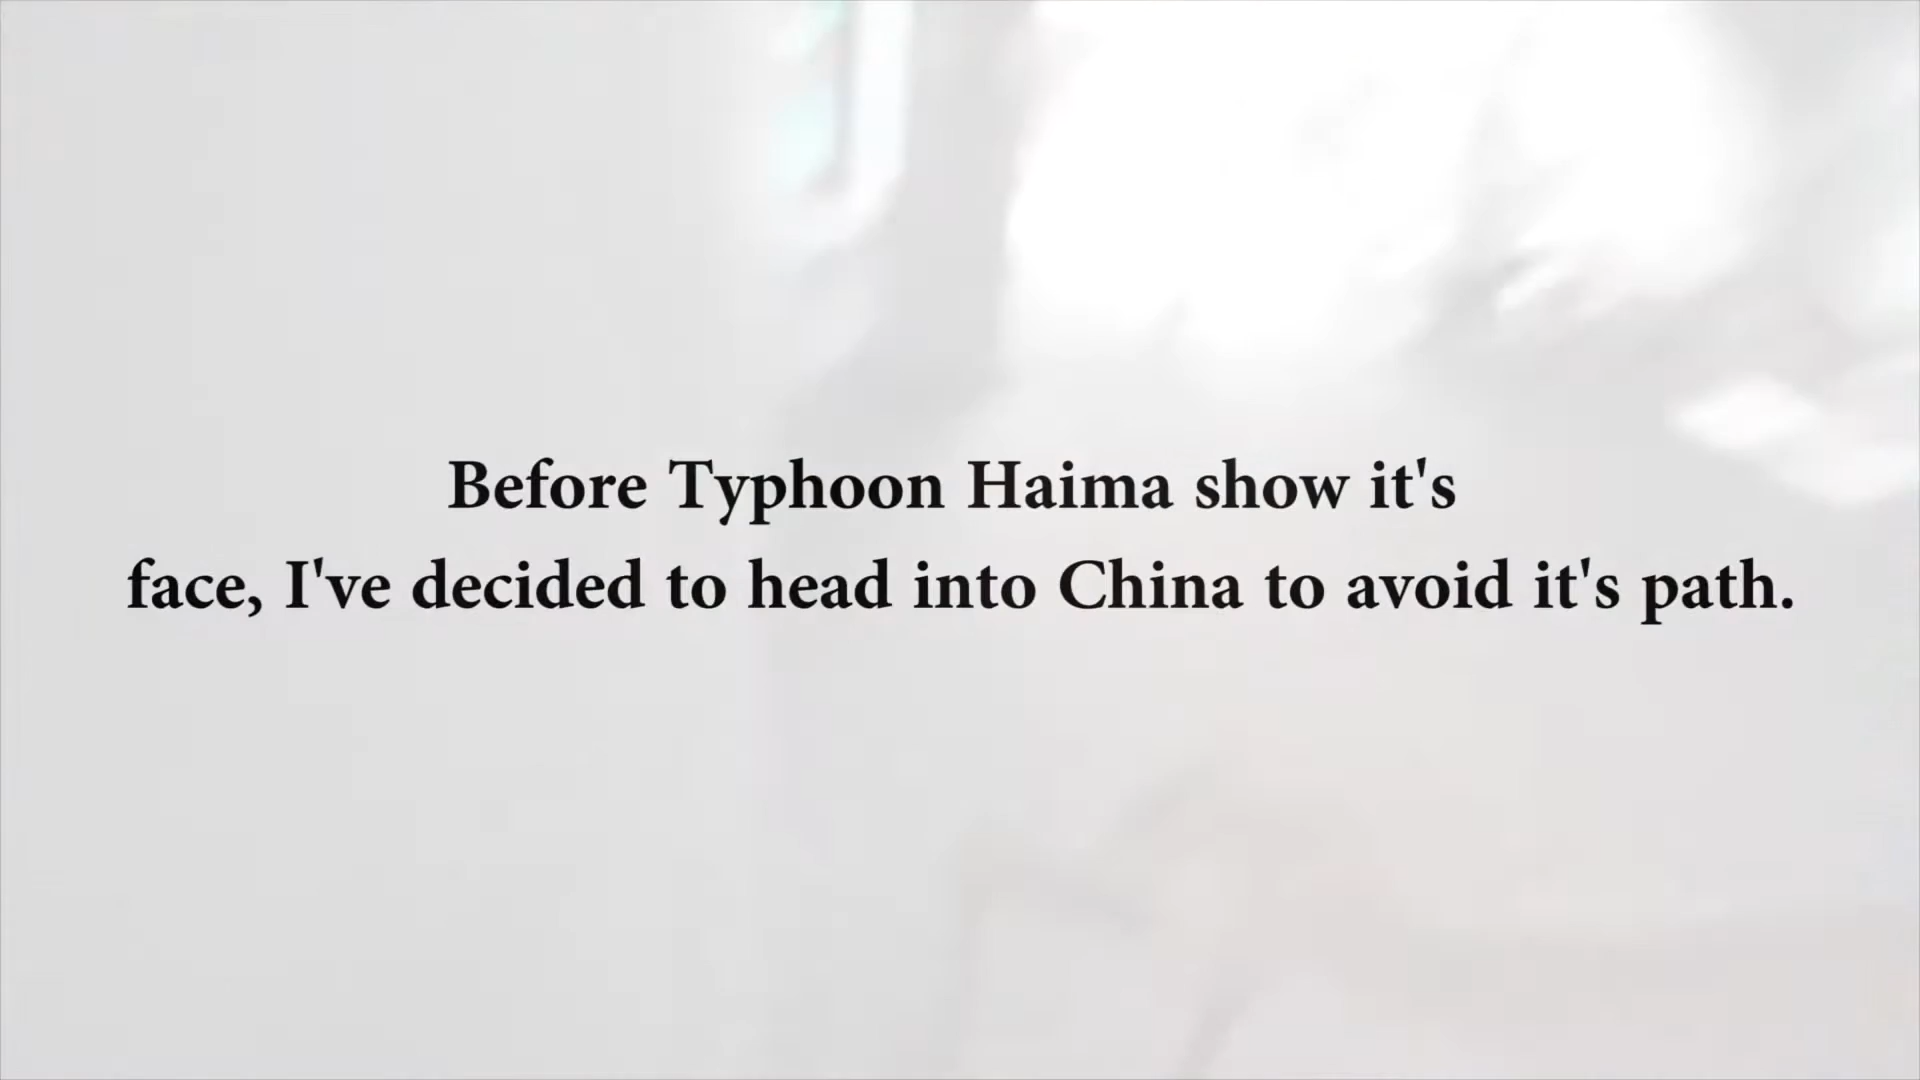 Before Typhoon Haima show it's
face, I've decided to head into China to avoid it's path.